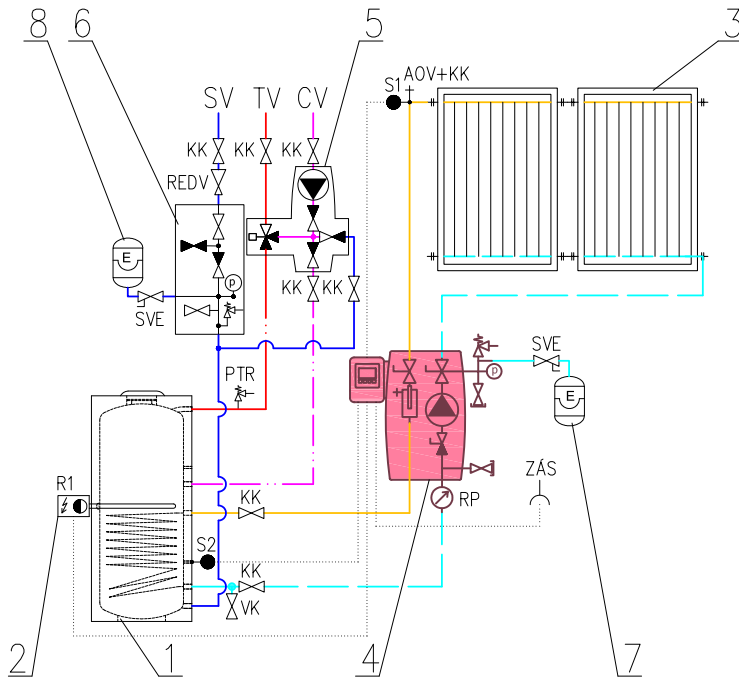 8 6 5 3
S1 AOV+KK
SV TV CV
KK KK KK
REDV
E
p
KK KK
SVE
PTR
p
SVE
E
R1
KK
RP
ZÁS
S2
KK
VK
2 1 4 7